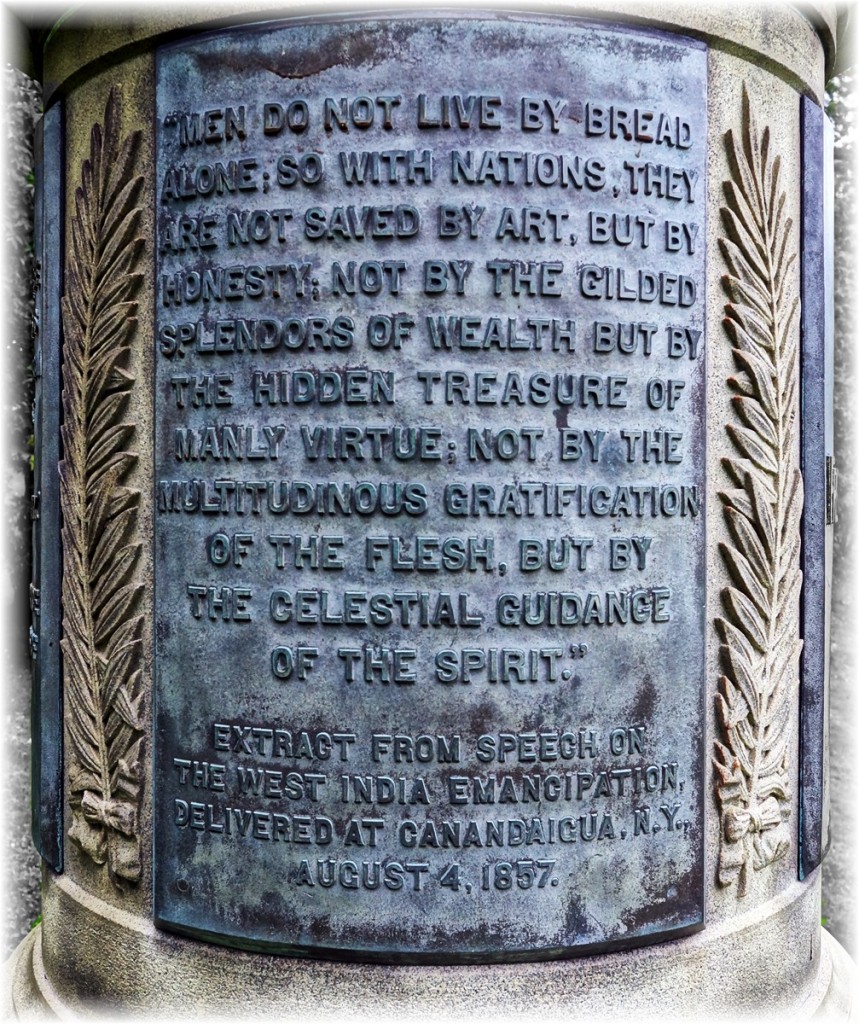 "MEN DO NOT LIVE BY BREAD
ALONE; SO WITH NATIONS, THEY
ARE NOT SAVED BY ART, BUT BY
HONESTY; NOT BY THE GILDED
SPLENDORS OF WEALTH BUT BY
THE HIDDEN TREASURE OF
MANLY VIRTUE; NOT BY THE
MULTITUDINOUS GRATIFICATION
OF THE FLESH, BUT BY
THE CELESTIAL GUIDANCE
OF THE SPIRIT."
EXTRACT FROM SPEECH ON
THE WEST INDIA EMANCIPATION,
DELIVERED AT CANANDAIGUA, N.Y.,
AUGUST 4, 1857.